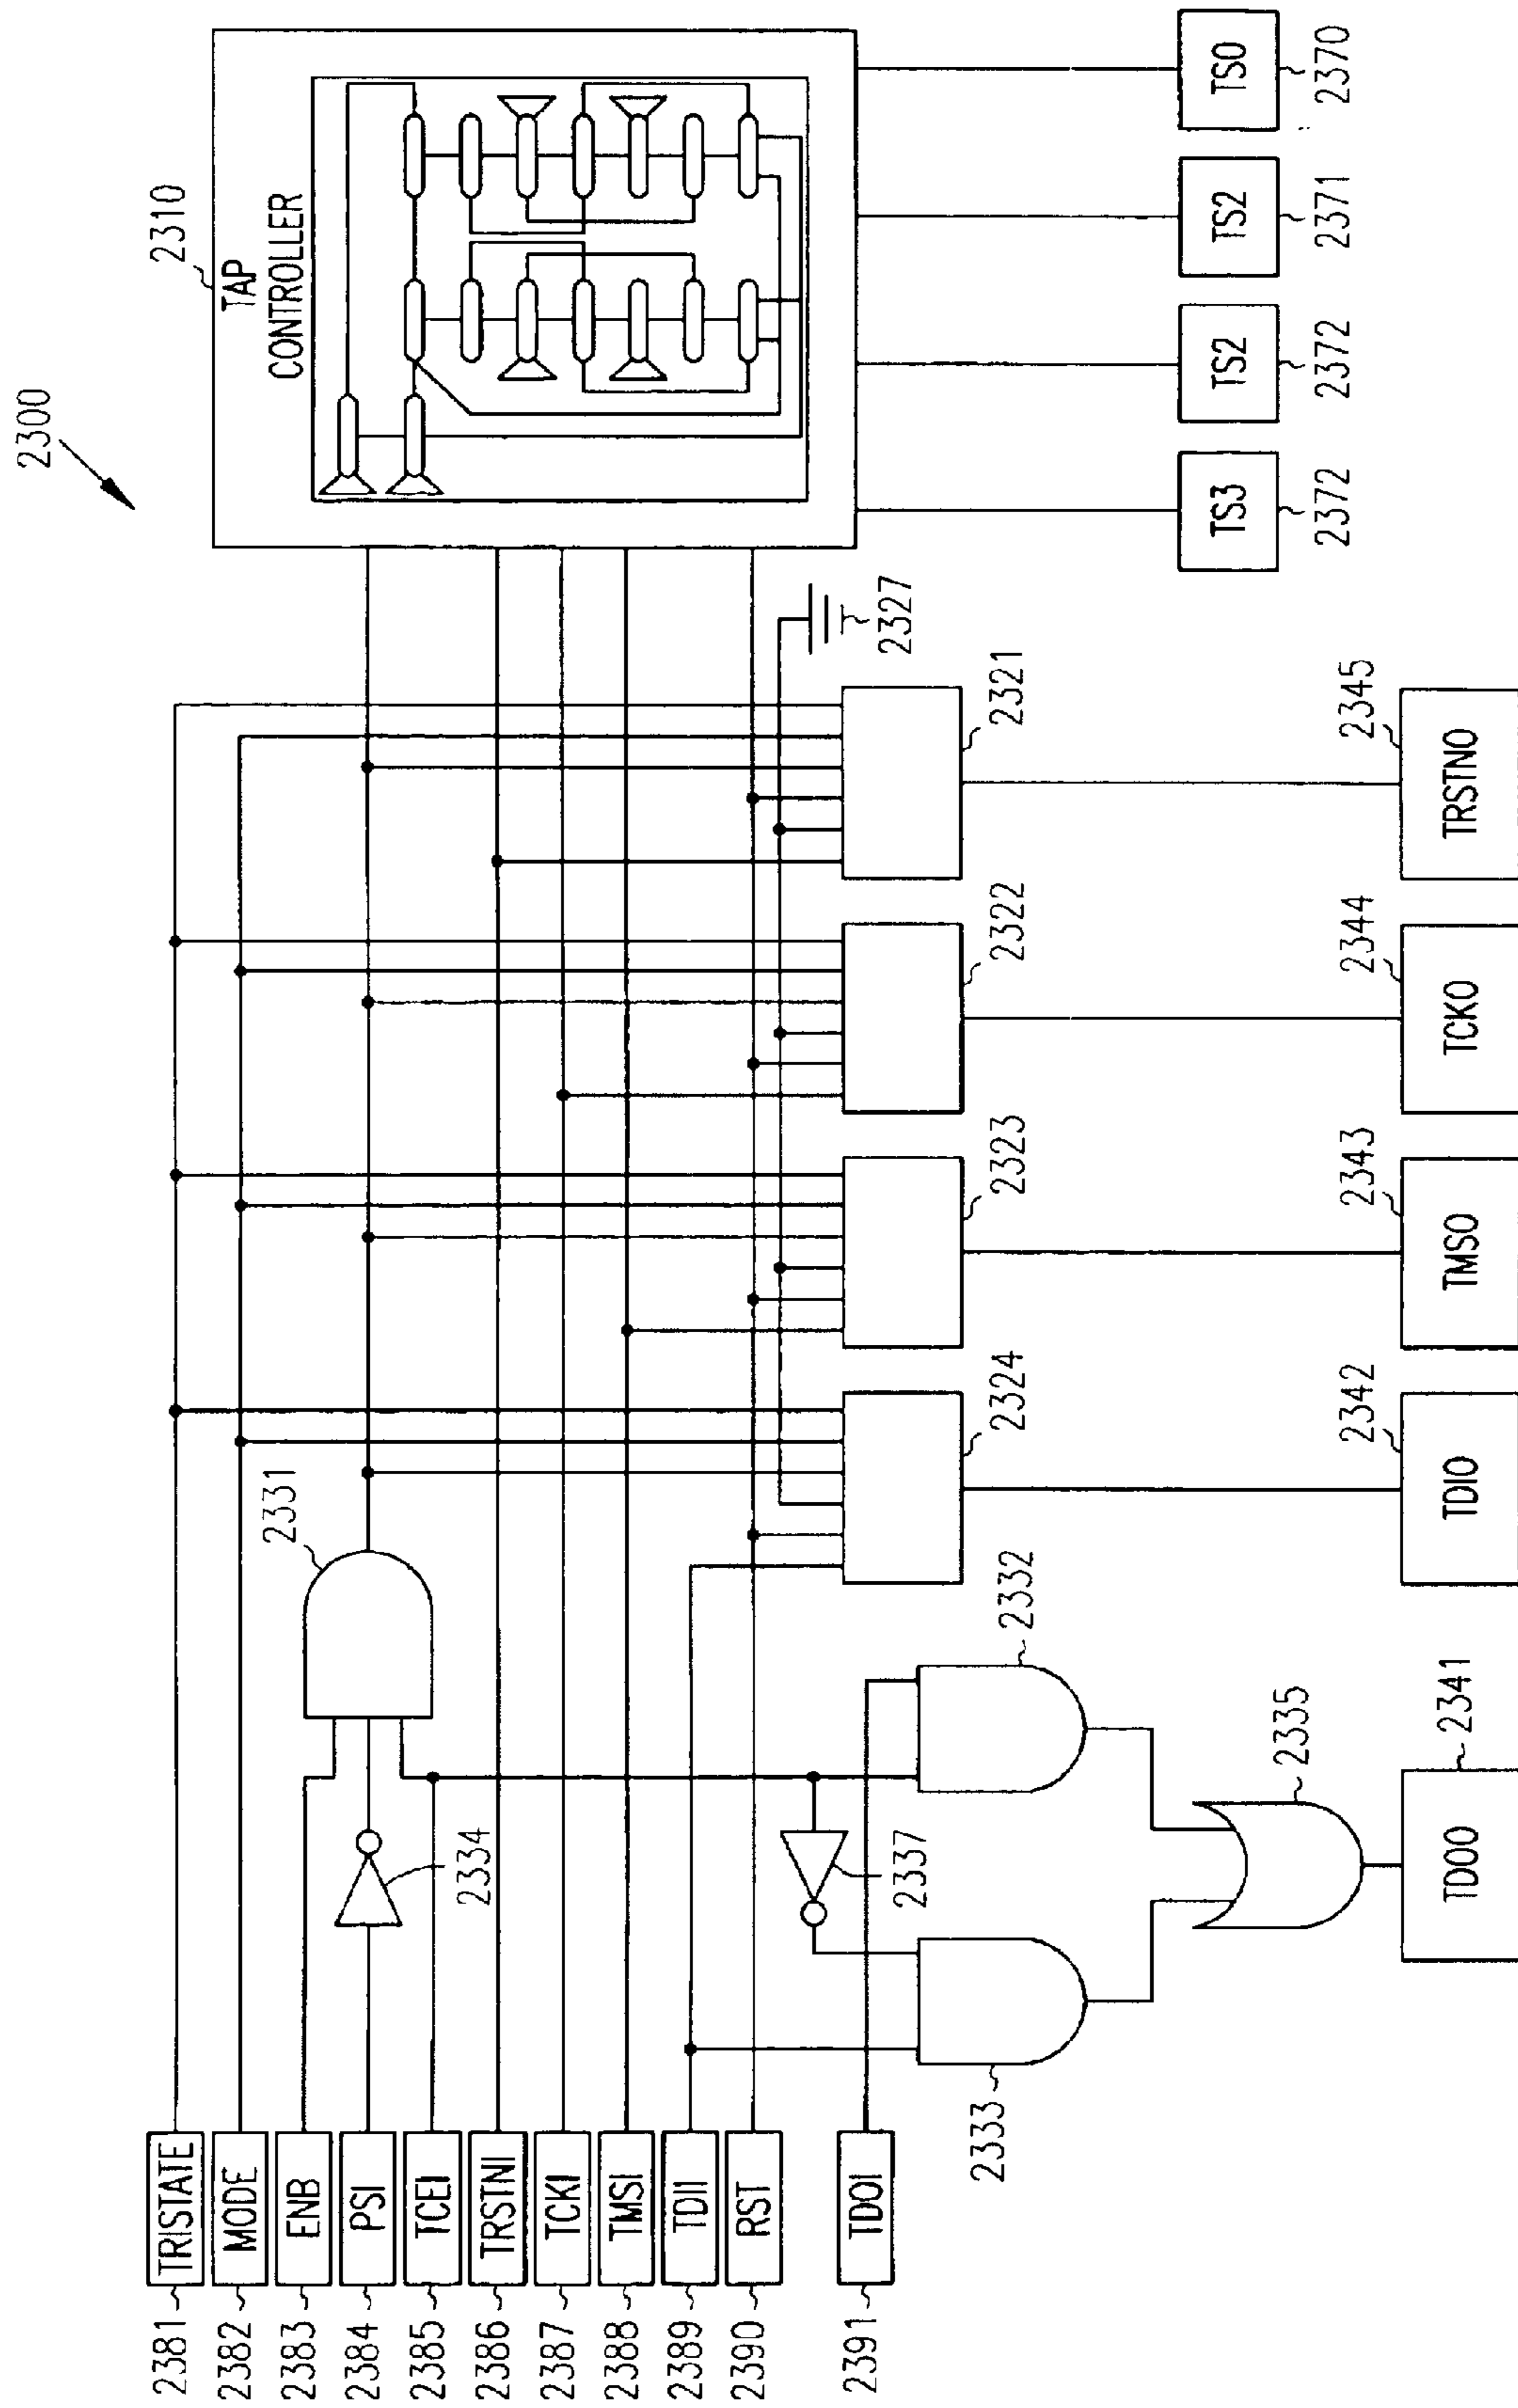 2300
2310
TAP
CONTROLLER
2381
TRISTATE
2382
MODE
2383
ENB
2384
PSI
2385
TCEI
2386
TRSTNI
2387
TCKI
2388
TMSI
2389
TDII
2390
RST
2391
TDOI
2331
2334
2337
2333
2332
2335
2324
2323
2322
2321
2327
2341
TDOO
2342
TDIO
2343
TMSO
2344
TCKO
2345
TRSTNO
TS3
2372
TS2
2372
TS2
2371
TS0
2370